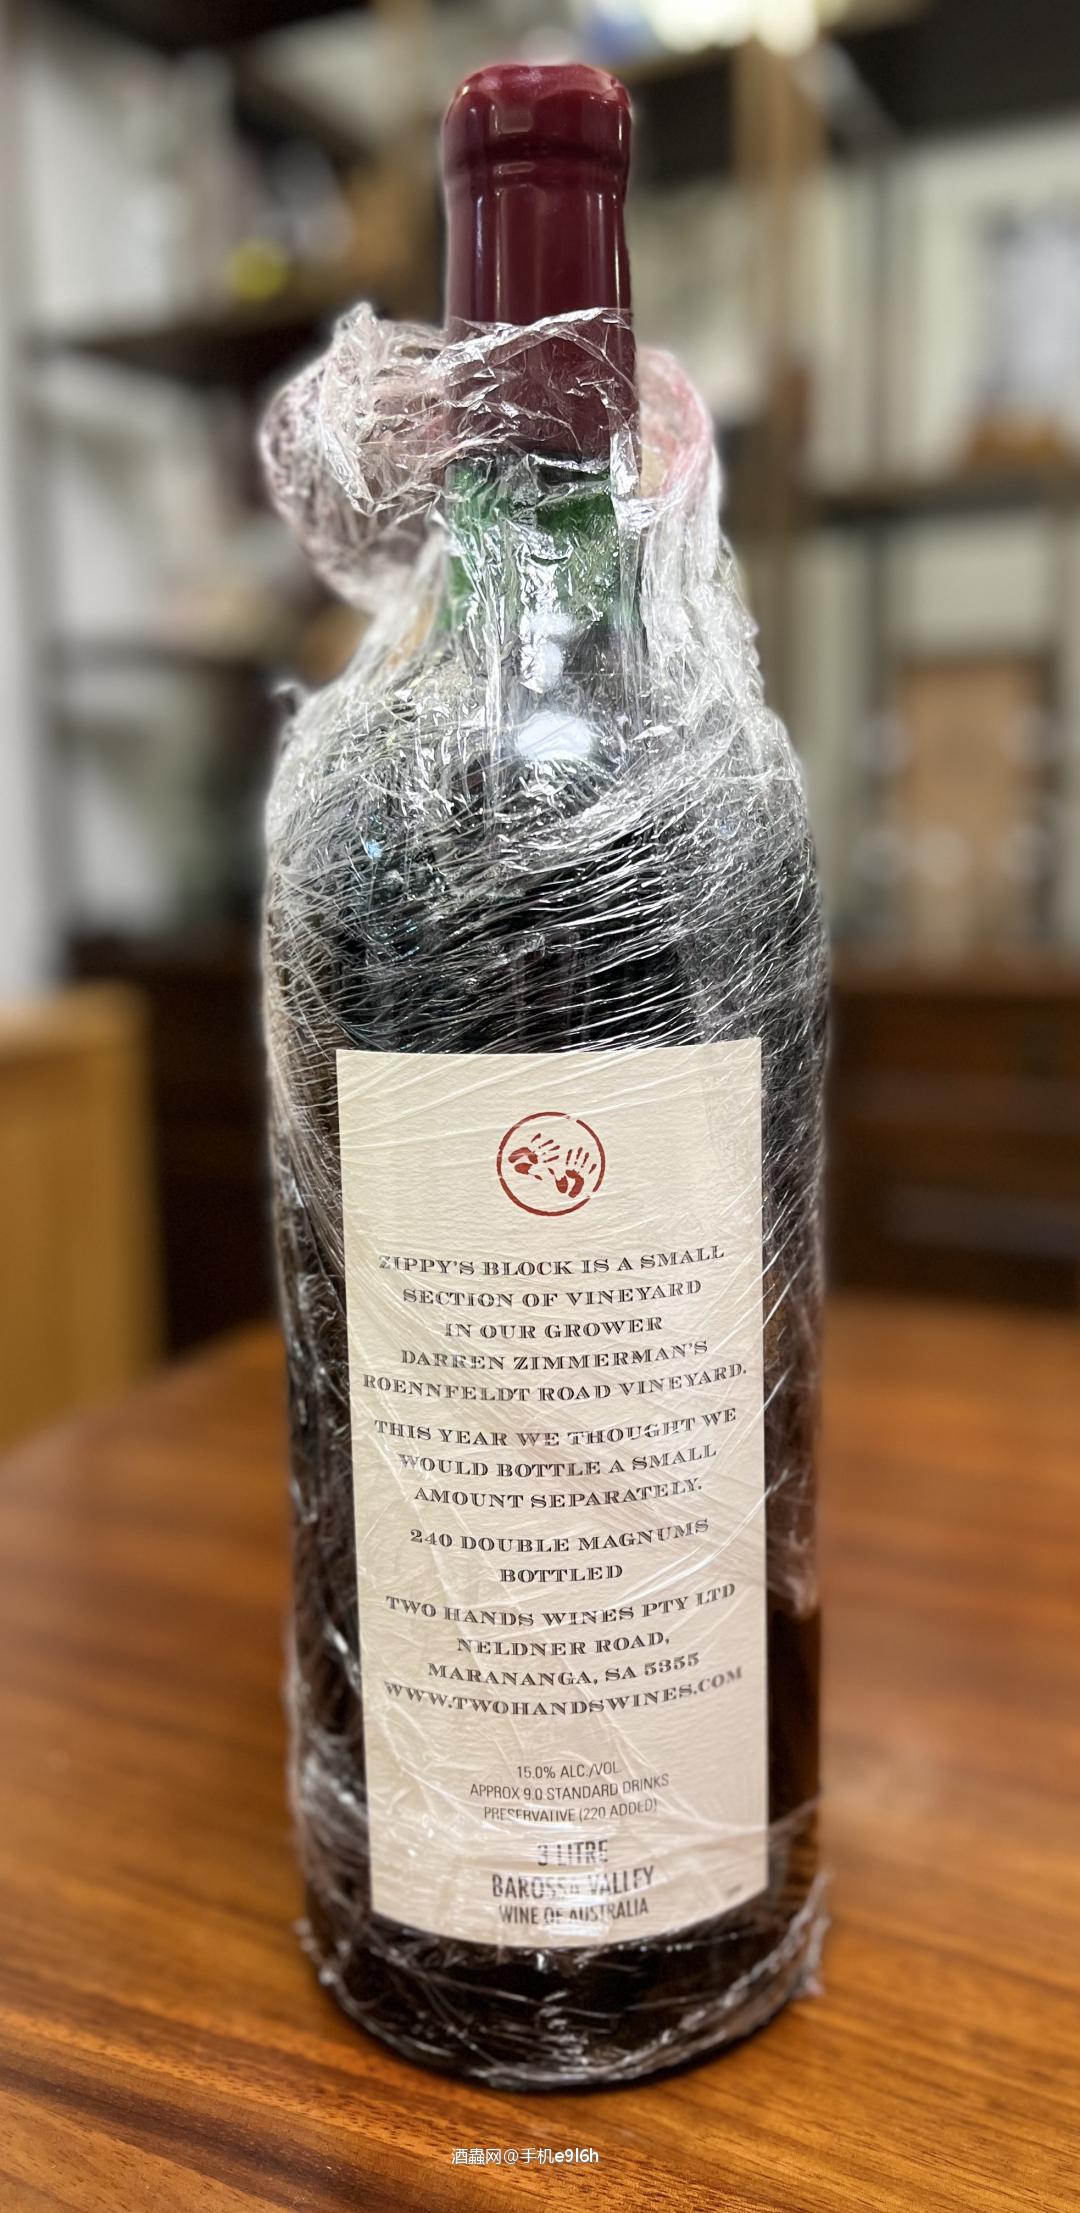 ZIPPY'S BLOCK IS A SMALL
SECTION OF VINEYARD
IN OUR GROWER
DARREN ZIMMERMAN'S
ROENNFELDT ROAD VINEYARD.
THIS YEAR WE THOUGHT WE
WOULD BOTTLE A SMALL
AMOUNT SEPARATELY.
240 DOUBLE MAGNUMS
BOTTLED
TWO HANDS WINES PTY LTD
NELDNER ROAD,
MARANANGA, SA 5355
WWW.TWOHANDSWINES.COM
15.0% ALC./VOL.
APPROX 9.0 STANDARD DRINKS
PRESERVATIVE (220 ADDED)
3 LITRE
BAROSSA VALLEY
WINE OF AUSTRALIA
酒蟲网@手机e9l6h